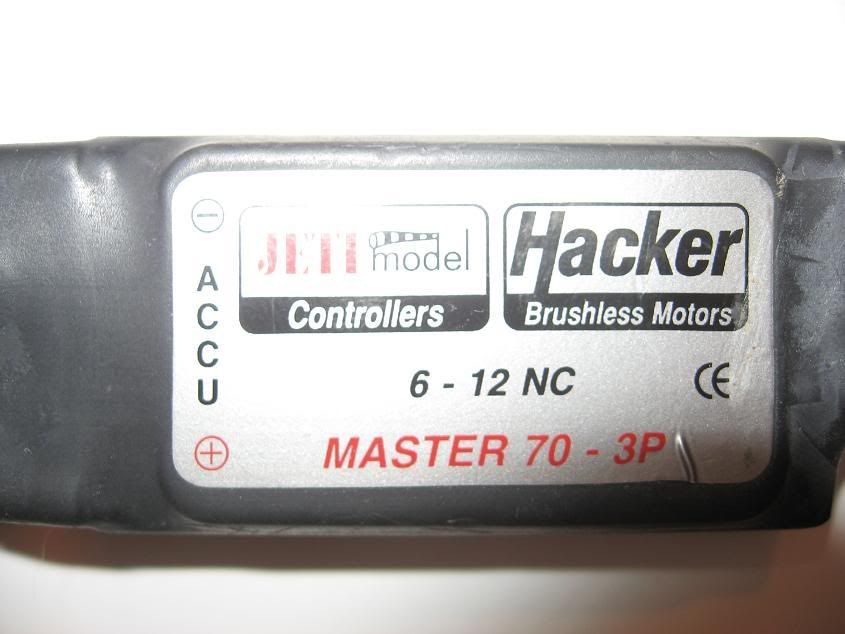 JETI model
Controllers
Hacker
Brushless Motors
ACCU
6 - 12 NC
CE
MASTER 70 - 3P